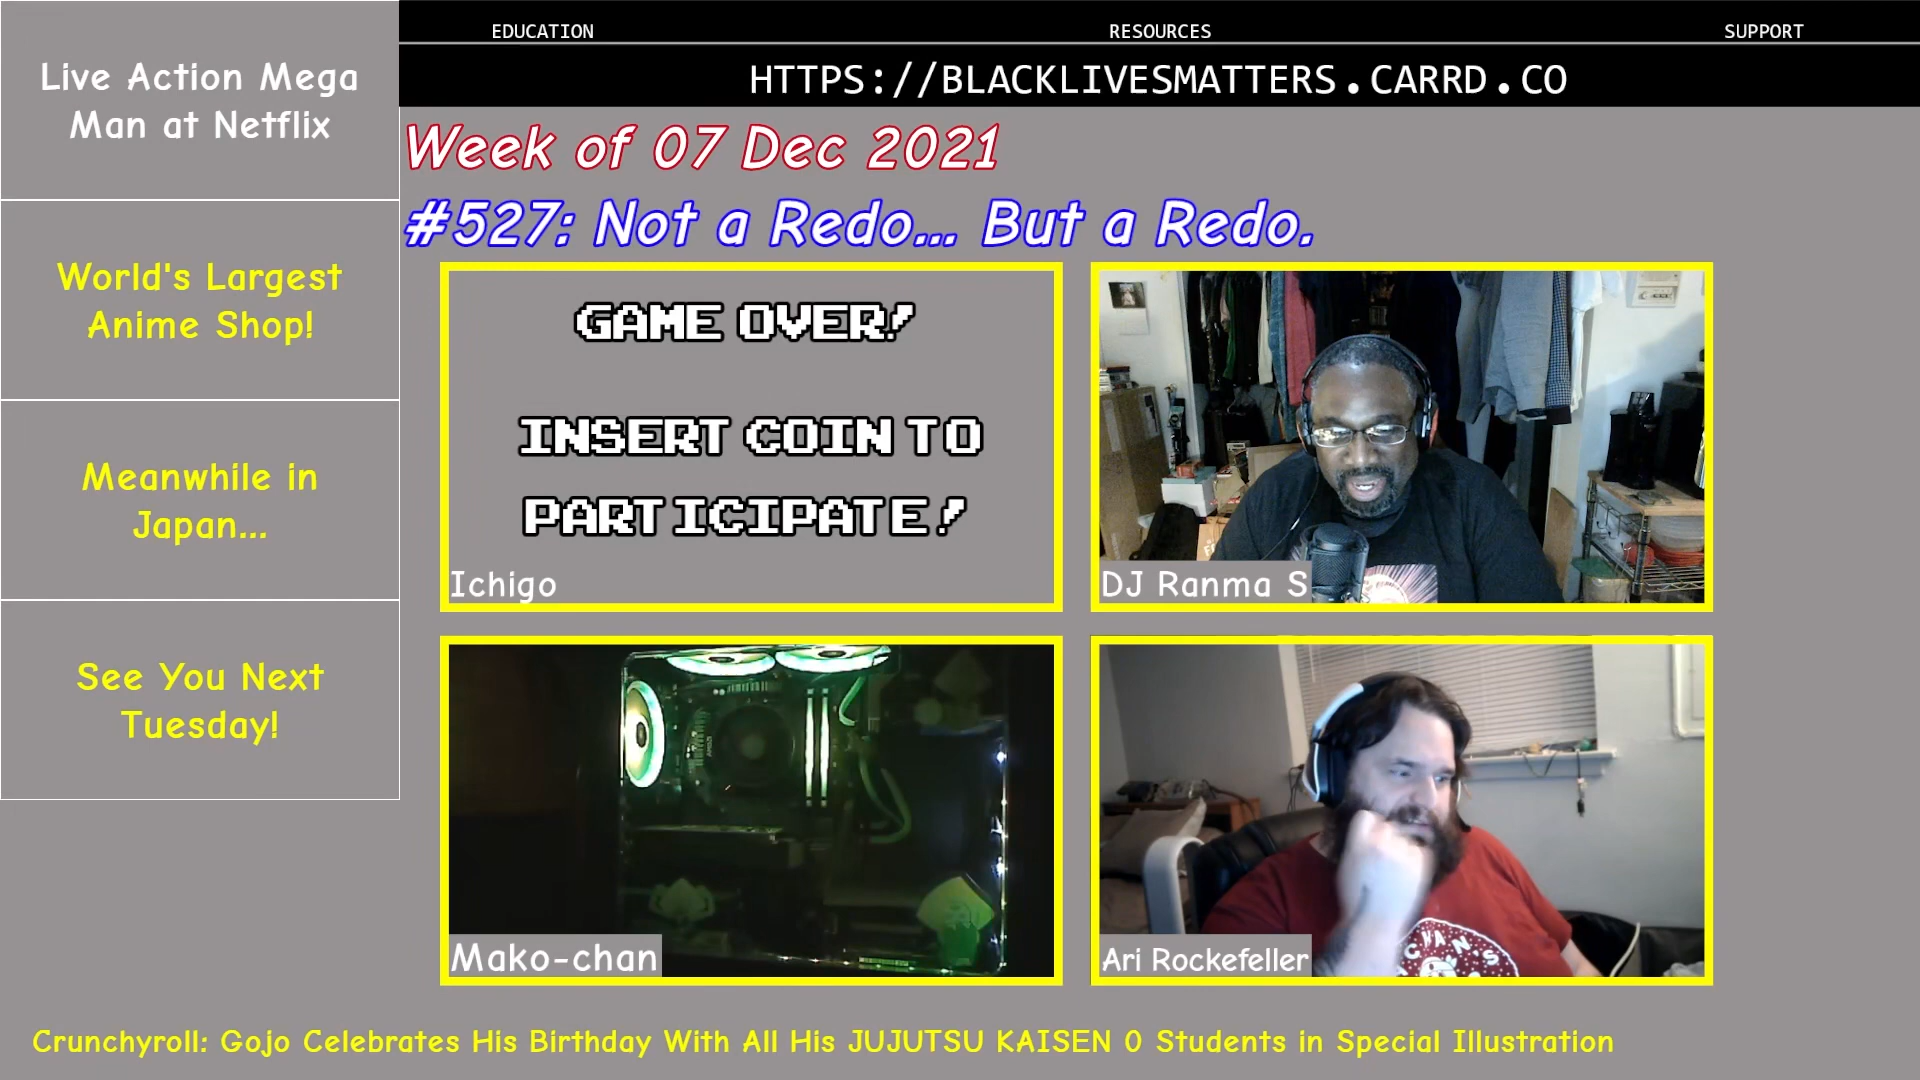 EDUCATION RESOURCES SUPPORT
HTTPS://BLACKLIVESMATTERS.CARRD.CO
Live Action Mega
Man at Netflix
World's Largest
Anime Shop!
Meanwhile in
Japan...
See You Next
Tuesday!
Week of 07 Dec 2021
#527: Not a Redo... But a Redo.
GAME OVER!
INSERT COIN TO
PARTICIPATE!
Ichigo
DJ Ranma S
Mako-chan
Ari Rockefeller
Crunchyroll: Gojo Celebrates His Birthday With All His JUJUTSU KAISEN 0 Students in Special Illustration